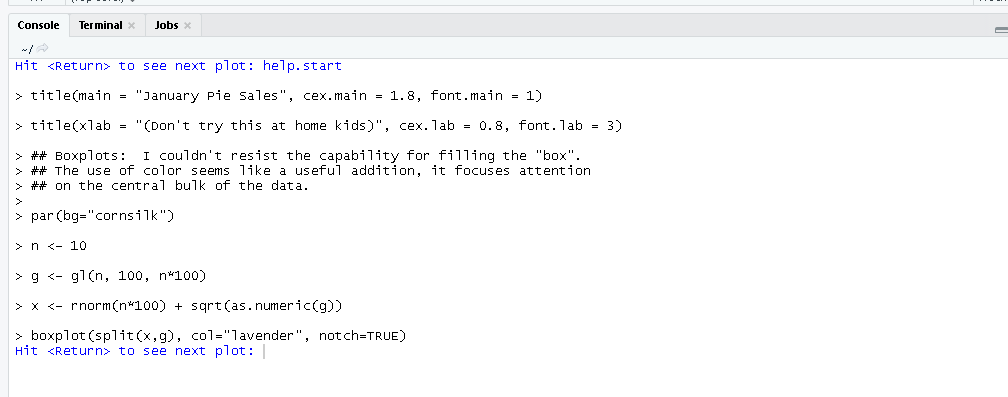 Console Terminal × Jobs ×
~/
Hit <Return> to see next plot: help.start
> title(main = "January Pie Sales", cex.main = 1.8, font.main = 1)
> title(xlab = "(Don't try this at home kids)", cex.lab = 0.8, font.lab = 3)
> ## Boxplots:  I couldn't resist the capability for filling the "box".
> ## The use of color seems like a useful addition, it focuses attention
> ## on the central bulk of the data.
>
> par(bg="cornsilk")
> n <- 10
> g <- gl(n, 100, n*100)
> x <- rnorm(n*100) + sqrt(as.numeric(g))
> boxplot(split(x,g), col="lavender", notch=TRUE)
Hit <Return> to see next plot: